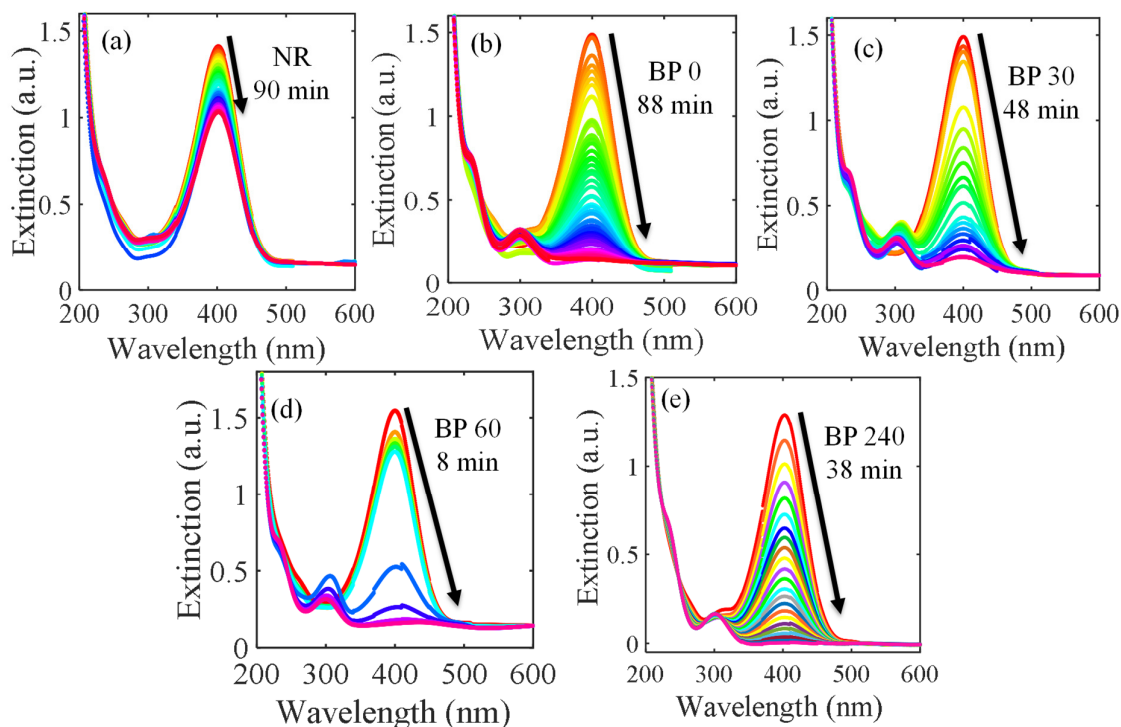 (a)
NR
90 min
1.5
1
0.5
0
200 300 400 500 600
Wavelength (nm)
Extinction (a.u.)
(b)
BP 0
88 min
1.5
1
0.5
0
200 300 400 500 600
Wavelength (nm)
Extinction (a.u.)
(c)
BP 30
48 min
1.5
1
0.5
0
200 300 400 500 600
Wavelength (nm)
Extinction (a.u.)
(d)
BP 60
8 min
1.5
1
0.5
0
200 300 400 500 600
Wavelength (nm)
Extinction (a.u.)
(e)
BP 240
38 min
1.5
1
0.5
0
200 300 400 500 600
Wavelength (nm)
Extinction (a.u.)